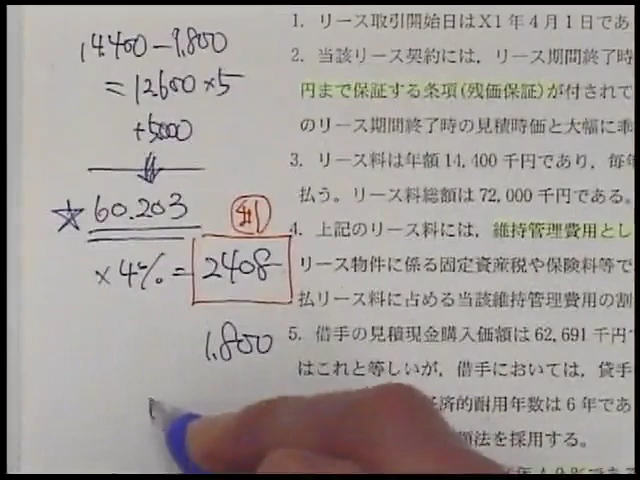 14400-1,800
=12600×5
+5000
☆60.203
×4%=2408
#1
1.800
1. リース取引開始日はX1年4月1日であ
2. 当該リース契約には，リース期間終了時
円まで保証する条項(残価保証)が付されて
のリース期間終了時の見積時価と大幅に乖
3. リース料は年額14,400千円であり，毎年
払う。リース料総額は72,000千円である。
4. 上記のリース料には，維持管理費用とし
リース物件に係る固定資産税や保険料等で
払リース料に占める当該維持管理費用の割
5. 借手の見積現金購入価額は62,691千円
はこれと等しいが，借手においては，貸手
済的耐用年数は6年であ
額法を採用する。